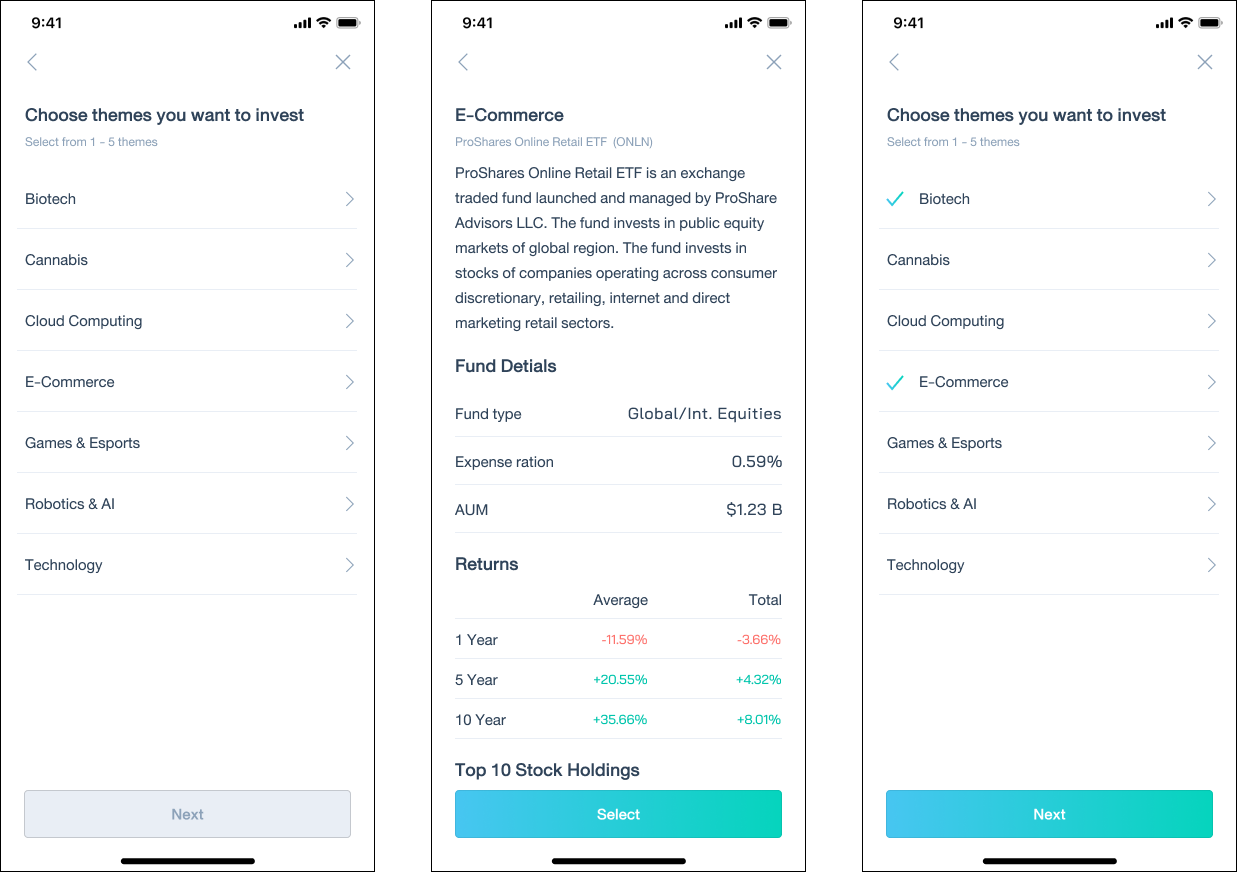 9:41
Choose themes you want to invest
Select from 1 - 5 themes
Biotech
Cannabis
Cloud Computing
E-Commerce
Games & Esports
Robotics & AI
Technology
Next
9:41
E-Commerce
ProShares Online Retail ETF (ONLN)
ProShares Online Retail ETF is an exchange
traded fund launched and managed by ProShare
Advisors LLC. The fund invests in public equity
markets of global region. The fund invests in
stocks of companies operating across consumer
discretionary, retailing, internet and direct
marketing retail sectors.
Fund Detials
Fund type Global/Int. Equities
Expense ration 0.59%
AUM $1.23 B
Returns
Average Total
1 Year -11.59% -3.66%
5 Year +20.55% +4.32%
10 Year +35.66% +8.01%
Top 10 Stock Holdings
Select
9:41
Choose themes you want to invest
Select from 1 - 5 themes
Biotech
Cannabis
Cloud Computing
E-Commerce
Games & Esports
Robotics & AI
Technology
Next